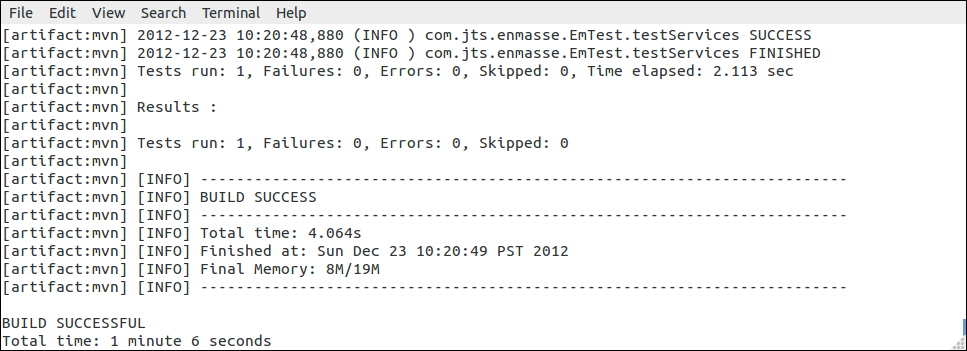 File Edit View Search Terminal Help
[artifact:mvn] 2012-12-23 10:20:48,880 (INFO ) com.jts.enmasse.EmTest.testServices SUCCESS
[artifact:mvn] 2012-12-23 10:20:48,880 (INFO ) com.jts.enmasse.EmTest.testServices FINISHED
[artifact:mvn] Tests run: 1, Failures: 0, Errors: 0, Skipped: 0, Time elapsed: 2.113 sec
[artifact:mvn]
[artifact:mvn] Results :
[artifact:mvn]
[artifact:mvn] Tests run: 1, Failures: 0, Errors: 0, Skipped: 0
[artifact:mvn]
[artifact:mvn] [INFO] ------------------------------------------------------------------------
[artifact:mvn] [INFO] BUILD SUCCESS
[artifact:mvn] [INFO] ------------------------------------------------------------------------
[artifact:mvn] [INFO] Total time: 4.064s
[artifact:mvn] [INFO] Finished at: Sun Dec 23 10:20:49 PST 2012
[artifact:mvn] [INFO] Final Memory: 8M/19M
[artifact:mvn] [INFO] ------------------------------------------------------------------------
BUILD SUCCESSFUL
Total time: 1 minute 6 seconds